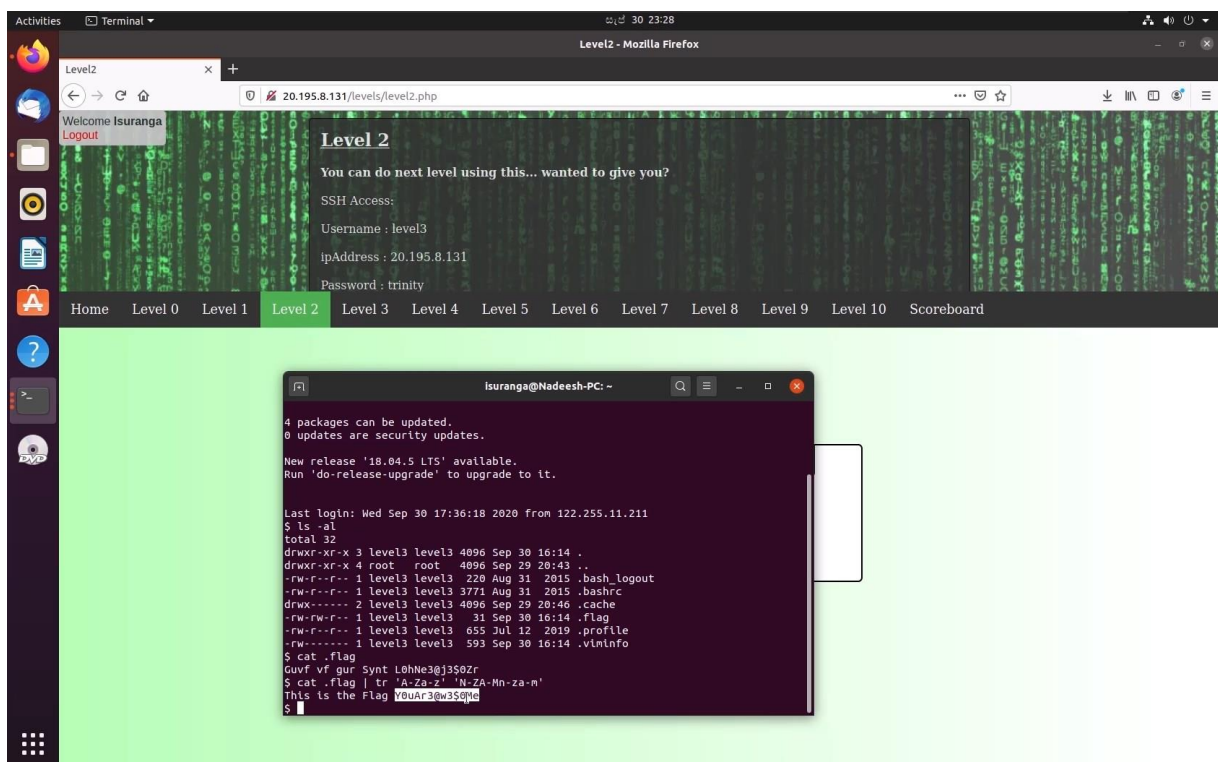 Activities Terminal
සැප් 30 23:28
Level2 - Mozilla Firefox
Level2
20.195.8.131/levels/level2.php
Welcome Isuranga
Logout
Level 2
You can do next level using this... wanted to give you?
SSH Access:
Username : level3
ipAddress : 20.195.8.131
Password : trinity
Home Level 0 Level 1 Level 2 Level 3 Level 4 Level 5 Level 6 Level 7 Level 8 Level 9 Level 10 Scoreboard
isuranga@Nadeesh-PC: ~
4 packages can be updated.
0 updates are security updates.
New release '18.04.5 LTS' available.
Run 'do-release-upgrade' to upgrade to it.
Last login: Wed Sep 30 17:36:18 2020 from 122.255.11.211
$ ls -al
total 32
drwxr-xr-x 3 level3 level3 4096 Sep 30 16:14 .
drwxr-xr-x 4 root root 4096 Sep 29 20:43 ..
-rw-r--r-- 1 level3 level3 220 Aug 31 2015 .bash_logout
-rw-r--r-- 1 level3 level3 3771 Aug 31 2015 .bashrc
drwx------ 2 level3 level3 4096 Sep 29 20:46 .cache
-rw-rw-r-- 1 level3 level3 31 Sep 30 16:14 .flag
-rw-r--r-- 1 level3 level3 655 Jul 12 2019 .profile
-rw------- 1 level3 level3 593 Sep 30 16:14 .viminfo
$ cat .flag
Guvf vf gur Synt L0hNe3@j3$0Zr
$ cat .flag | tr 'A-Za-z' 'N-ZA-Mn-za-m'
This is the Flag Y0uAr3@w3$0Me
$